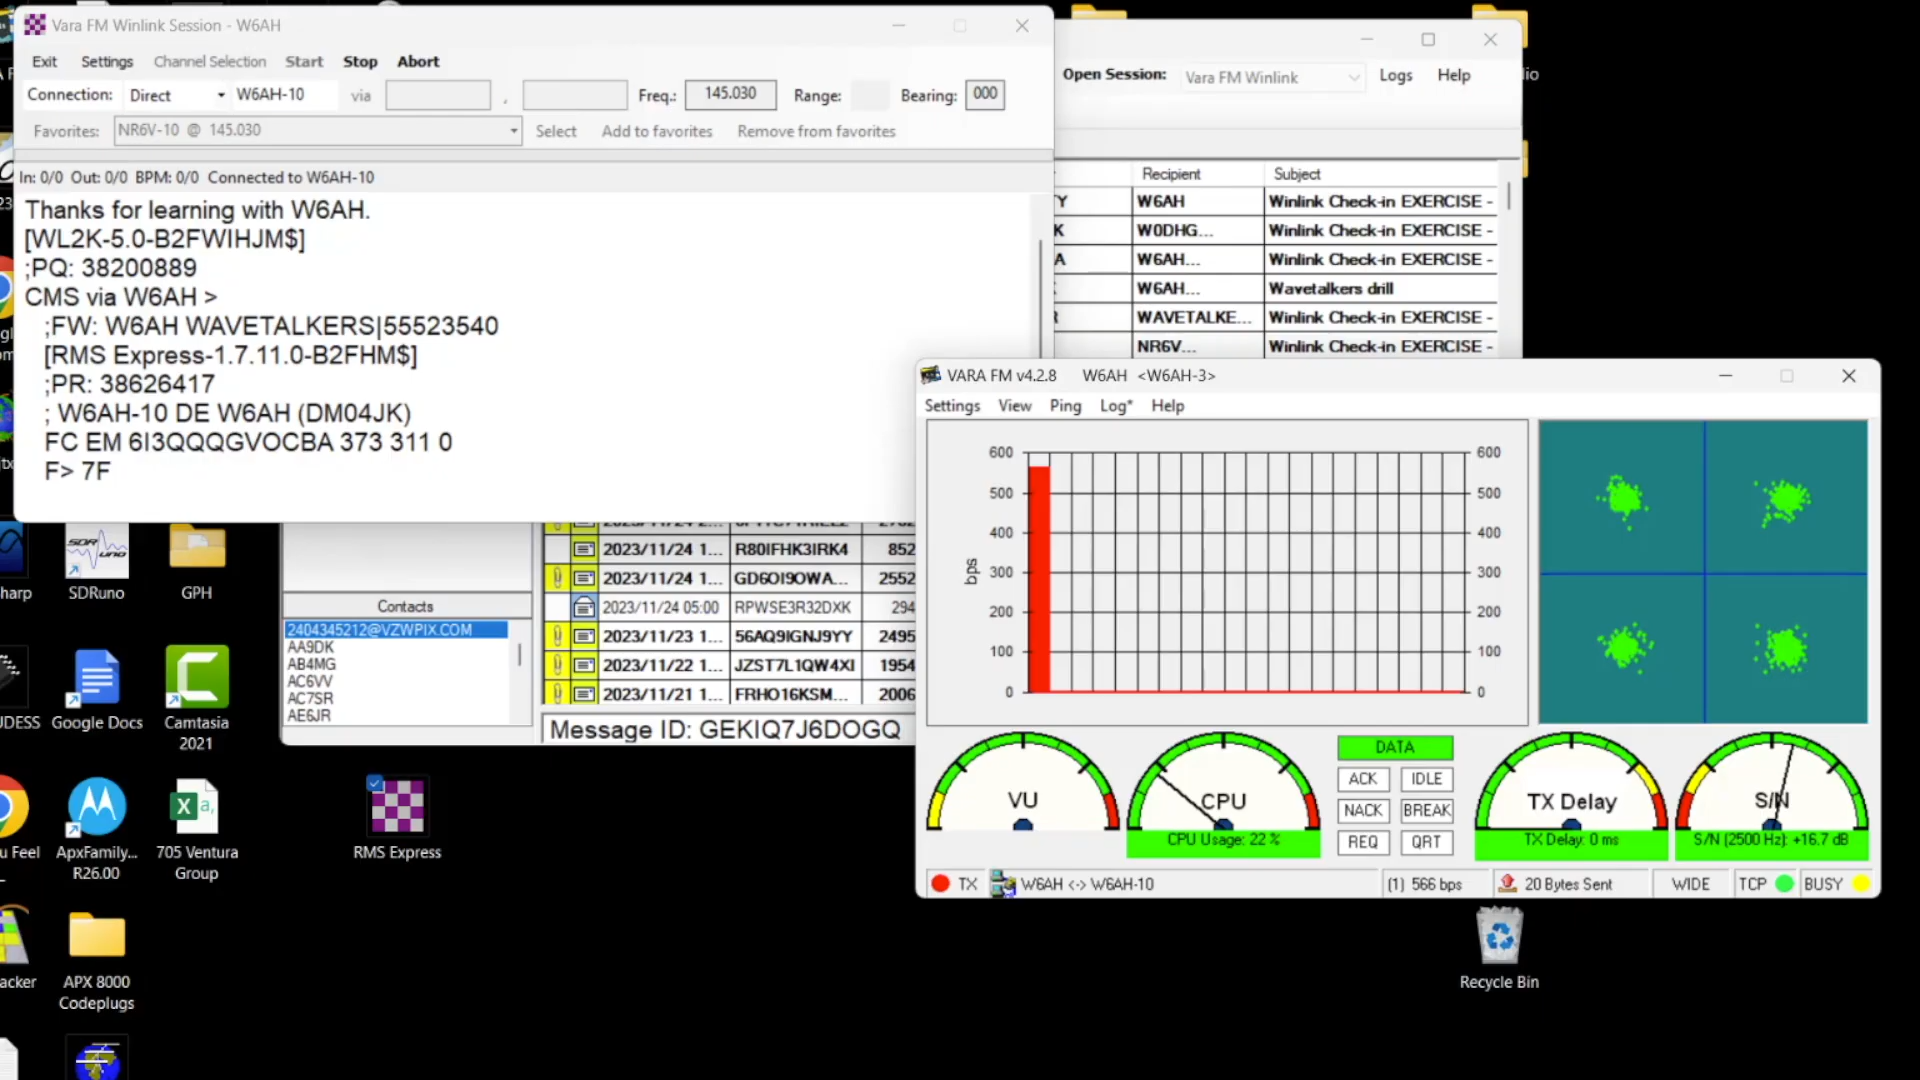 Vara FM Winlink Session - W6AH
Exit Settings Channel Selection Start Stop Abort
Connection: Direct W6AH-10 via , Freq.: 145.030 Range: Bearing: 000
Favorites: NR6V-10 @ 145.030 Select Add to favorites Remove from favorites
In: 0/0 Out: 0/0 BPM: 0/0 Connected to W6AH-10
Thanks for learning with W6AH.
[WL2K-5.0-B2FWIHJM$]
;PQ: 38200889
CMS via W6AH >
;FW: W6AH WAVETALKERS|55523540
[RMS Express-1.7.11.0-B2FHM$]
;PR: 38626417
; W6AH-10 DE W6AH (DM04JK)
FC EM 6I3QQQGVOCBA 373 311 0
F> 7F
Open Session: Vara FM Winlink Logs Help
Recipient Subject
Y W6AH Winlink Check-in EXERCISE -
K W0DHG... Winlink Check-in EXERCISE -
A W6AH... Winlink Check-in EXERCISE -
W6AH... Wavetalkers drill
R WAVETALKE... Winlink Check-in EXERCISE -
NR6V... Winlink Check-in EXERCISE -
2023/11/24 1... R80IFHK3IRK4 852
2023/11/24 1... GD6OI9OWA... 2552
2023/11/24 05:00 RPWSE3R32DXK 294
2023/11/23 1... 56AQ9IGNJ9YY 2495
2023/11/22 1... JZST7L1QW4XI 1954
2023/11/21 1... FRHO16KSM... 2006
Message ID: GEKIQ7J6DOGQ
Contacts
2404345212@VZWPIX.COM
AA9DK
AB4MG
AC6VV
AC7SR
AE6JR
VARA FM v4.2.8 W6AH <W6AH-3>
Settings View Ping Log* Help
600 600
500 500
400 400
300 300
200 200
100 100
0 0
bps
VU
CPU
CPU Usage: 22 %
DATA
ACK IDLE
NACK BREAK
REQ QRT
TX Delay
TX Delay: 0 ms
S/N
S/N (2500 Hz): +16.7 dB
TX W6AH <-> W6AH-10 (1) 566 bps 20 Bytes Sent WIDE TCP BUSY
harp
SDRuno
GPH
UDESS
Google Docs
Camtasia
2021
u Feel
ApxFamily...
R26.00
705 Ventura
Group
RMS Express
acker
APX 8000
Codeplugs
Recycle Bin